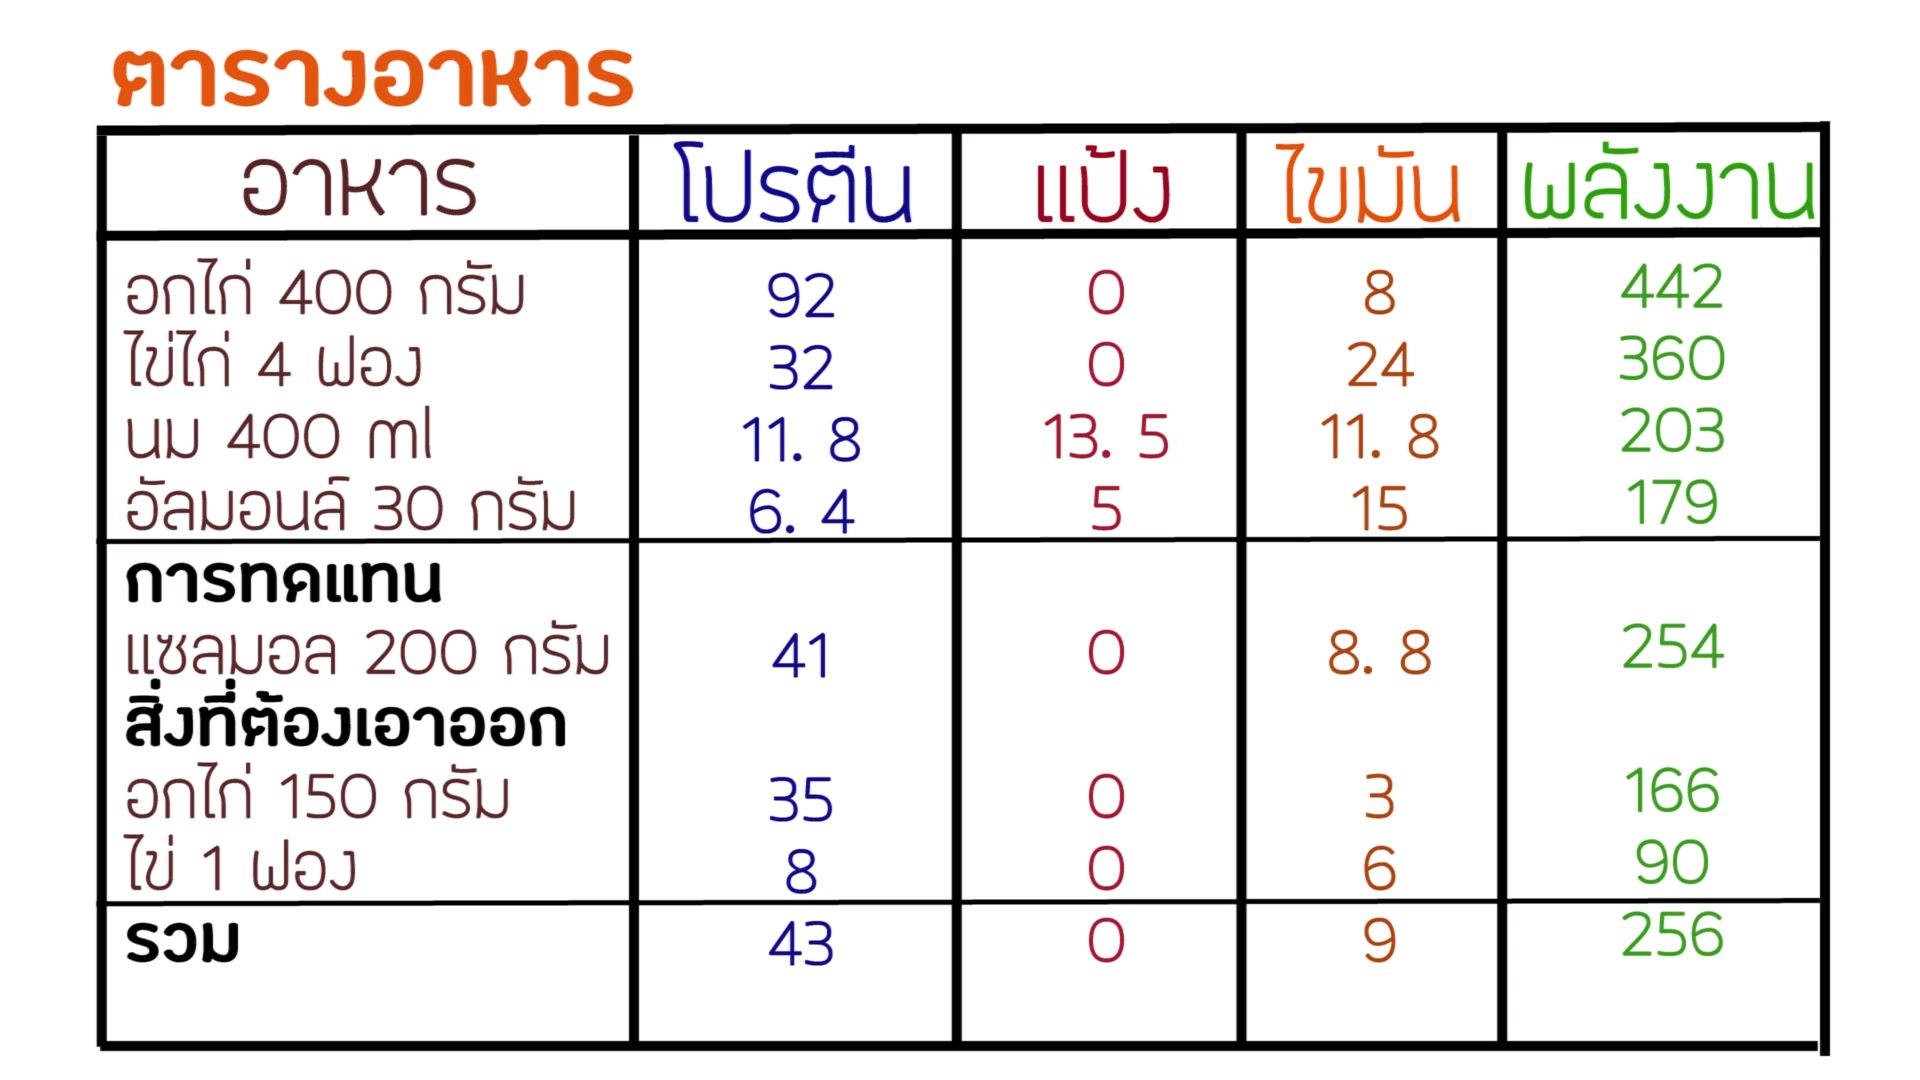 ตารางอาหาร
อาหาร โปรตีน แป้ง ไขมัน พลังงาน
อกไก่ 400 กรัม 92 0 8 442
ไข่ไก่ 4 ฟอง 32 0 24 360
นม 400 ml 11. 8 13. 5 11. 8 203
อัลมอนล์ 30 กรัม 6. 4 5 15 179
การทดแทน
แซลมอล 200 กรัม 41 0 8. 8 254
สิ่งที่ต้องเอาออก
อกไก่ 150 กรัม 35 0 3 166
ไข่ 1 ฟอง 8 0 6 90
รวม 43 0 9 256